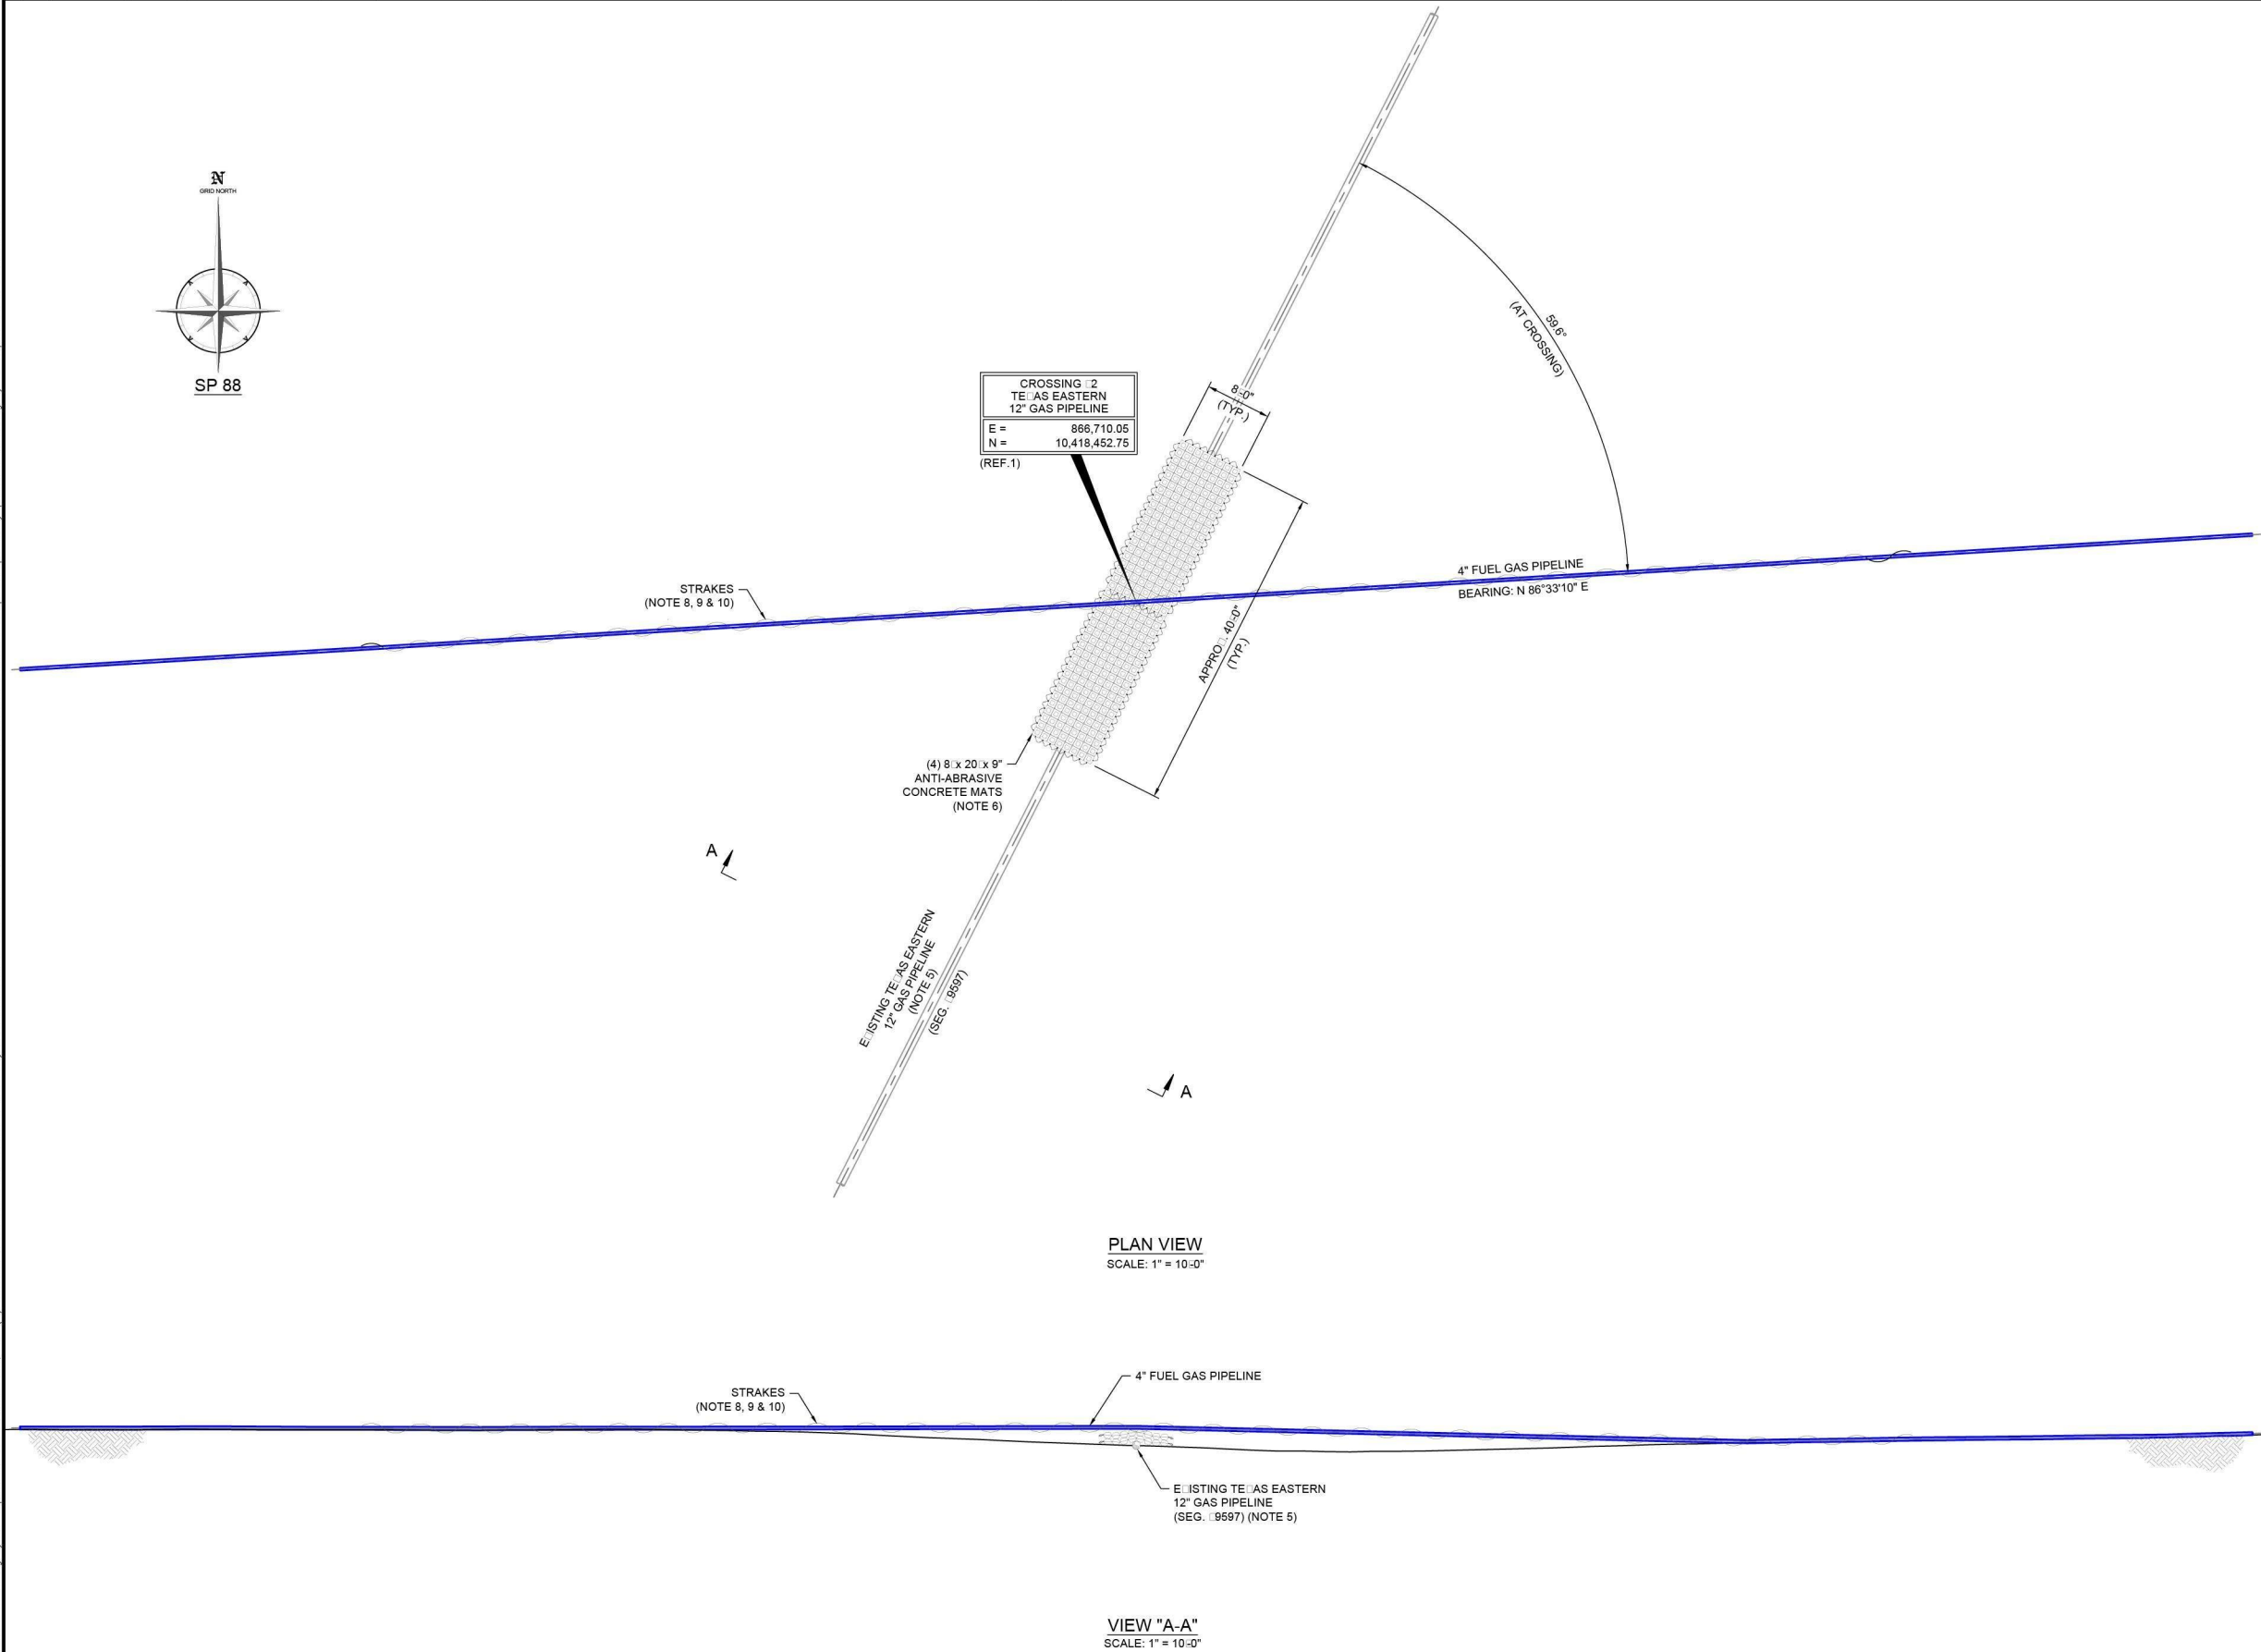 N
GRID NORTH
SP 88
CROSSING □2
TE□AS EASTERN
12" GAS PIPELINE
E = 866,710.05
N = 10,418,452.75
(REF.1)
8□-0"
(TYP.)
59.6°
(AT CROSSING)
STRAKES
(NOTE 8, 9 & 10)
4" FUEL GAS PIPELINE
BEARING: N 86°33'10" E
APPRO□. 40□-0"
(TYP.)
(4) 8□ x 20□ x 9"
ANTI-ABRASIVE
CONCRETE MATS
(NOTE 6)
A
E□ISTING TE□AS EASTERN
12" GAS PIPELINE
(NOTE 5)
(SEG. □9597)
A
PLAN VIEW
SCALE: 1" = 10□-0"
STRAKES
(NOTE 8, 9 & 10)
4" FUEL GAS PIPELINE
E□ISTING TE□AS EASTERN
12" GAS PIPELINE
(SEG. □9597) (NOTE 5)
VIEW "A-A"
SCALE: 1" = 10□-0"